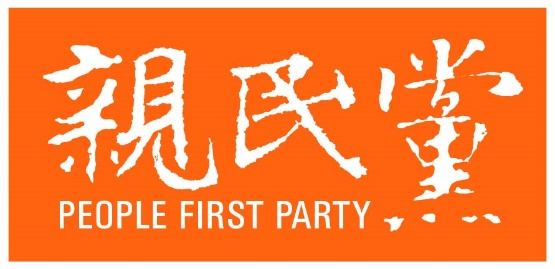 親民黨
PEOPLE FIRST PARTY